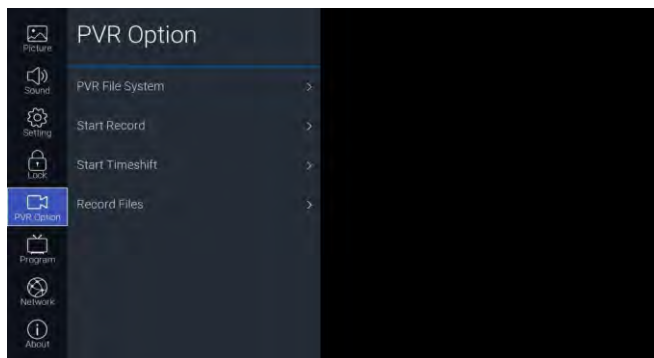 Picture
Sound
Setting
Lock
PVR Option
Program
Network
About
PVR Option
PVR File System
Start Record
Start Timeshift
Record Files